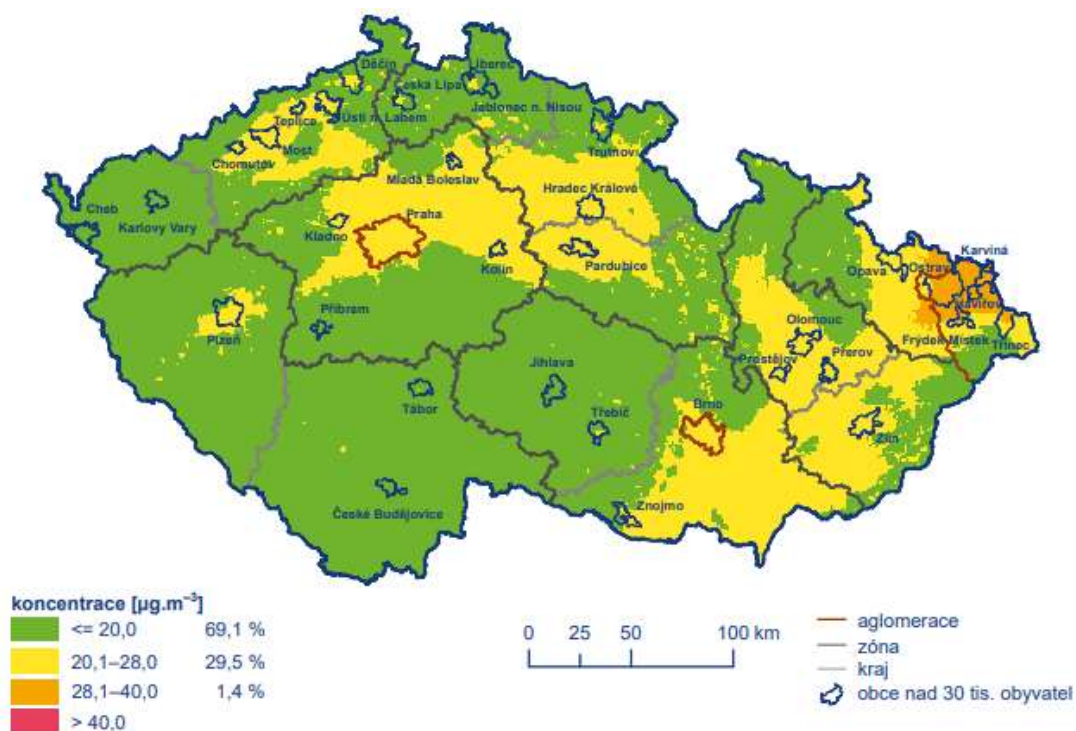 Děčín
Liberec
Česká Lípa
Jablonec n. Nisou
Ústí n. Labem
Teplice
Most
Chomutov
Trutnov
Mladá Boleslav
Hradec Králové
Cheb
Karlovy Vary
Kladno
Praha
Kolín
Pardubice
Karviná
Opava
Ostrava
Havířov
Frýdek Místek
Třinec
Příbram
Plzeň
Olomouc
Prostějov
Přerov
Jihlava
Tábor
Třebíč
Brno
Zlín
České Budějovice
Znojmo
koncentrace [µg.m⁻³]
<= 20,0 69,1 %
20,1–28,0 29,5 %
28,1–40,0 1,4 %
> 40,0
0 25 50 100 km
aglomerace
zóna
kraj
obce nad 30 tis. obyvatel